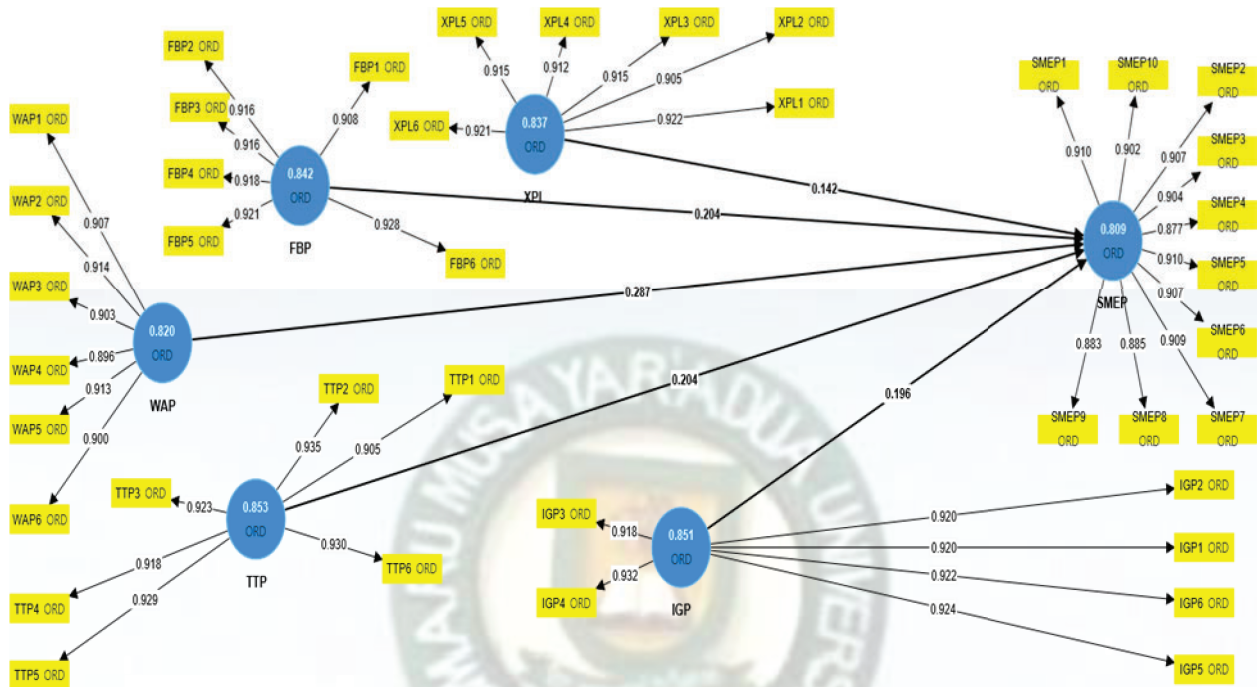 XPL5 ORD
XPL4 ORD
XPL3 ORD
XPL2 ORD
FBP2 ORD
FBP1 ORD
0.915
0.912
0.915
0.905
SMEP1
ORD
SMEP10
ORD
SMEP2
ORD
WAP1 ORD
FBP3 ORD
0.916
0.908
XPL6 ORD
0.921
0.837
ORD
0.922
XPL1 ORD
XPL
0.916
FBP4 ORD
0.918
0.842
ORD
FBP
FBP5 ORD
0.921
0.928
FBP6 ORD
0.142
0.204
0.910
0.902
0.907
SMEP3
ORD
0.904
SMEP4
ORD
0.877
0.809
ORD
SMEP
0.910
SMEP5
ORD
0.907
SMEP6
ORD
0.883
0.885
0.909
SMEP9
ORD
SMEP8
ORD
SMEP7
ORD
WAP2 ORD
0.907
0.914
WAP3 ORD
0.903
0.820
ORD
WAP
WAP4 ORD
0.896
WAP5 ORD
0.913
0.900
WAP6 ORD
0.287
0.204
0.196
TTP2 ORD
TTP1 ORD
0.935
0.905
TTP3 ORD
0.923
0.853
ORD
TTP
0.930
TTP6 ORD
0.918
TTP4 ORD
0.929
TTP5 ORD
IGP3 ORD
0.918
0.851
ORD
IGP
0.932
IGP4 ORD
0.920
IGP2 ORD
0.920
IGP1 ORD
0.922
IGP6 ORD
0.924
IGP5 ORD
MUSA YAR'ADUA